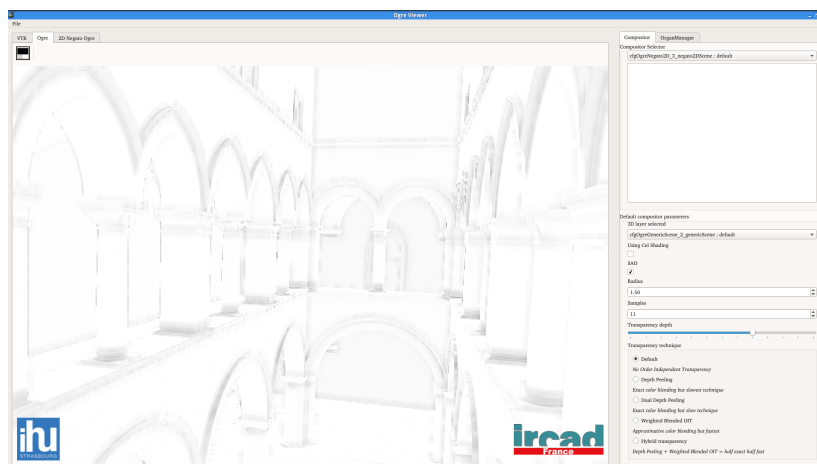 Ogre Viewer
File
VTK Ogre 2D Negato Ogre
Compositor OrganManager
Compositor Selector
cfgOgreNegato2D_3_negato2DScene : default
Default compositor parameters
3D layer selected
cfgOgreGenericScene_2_genericScene : default
Using Cel Shading
SAO
Radius
1.50
Samples
11
Transparency depth
Transparency technique
Default
No Order Independent Transparency
Depth Peeling
Exact color blending but slowest technique
Dual Depth Peeling
Exact color blending but slow technique
Weighted Blended OIT
Approximative color blending but fastest
Hybrid transparency
Depth Peeling + Weighted Blended OIT = half exact half fast
ihu
STRASBOURG
ircad
France